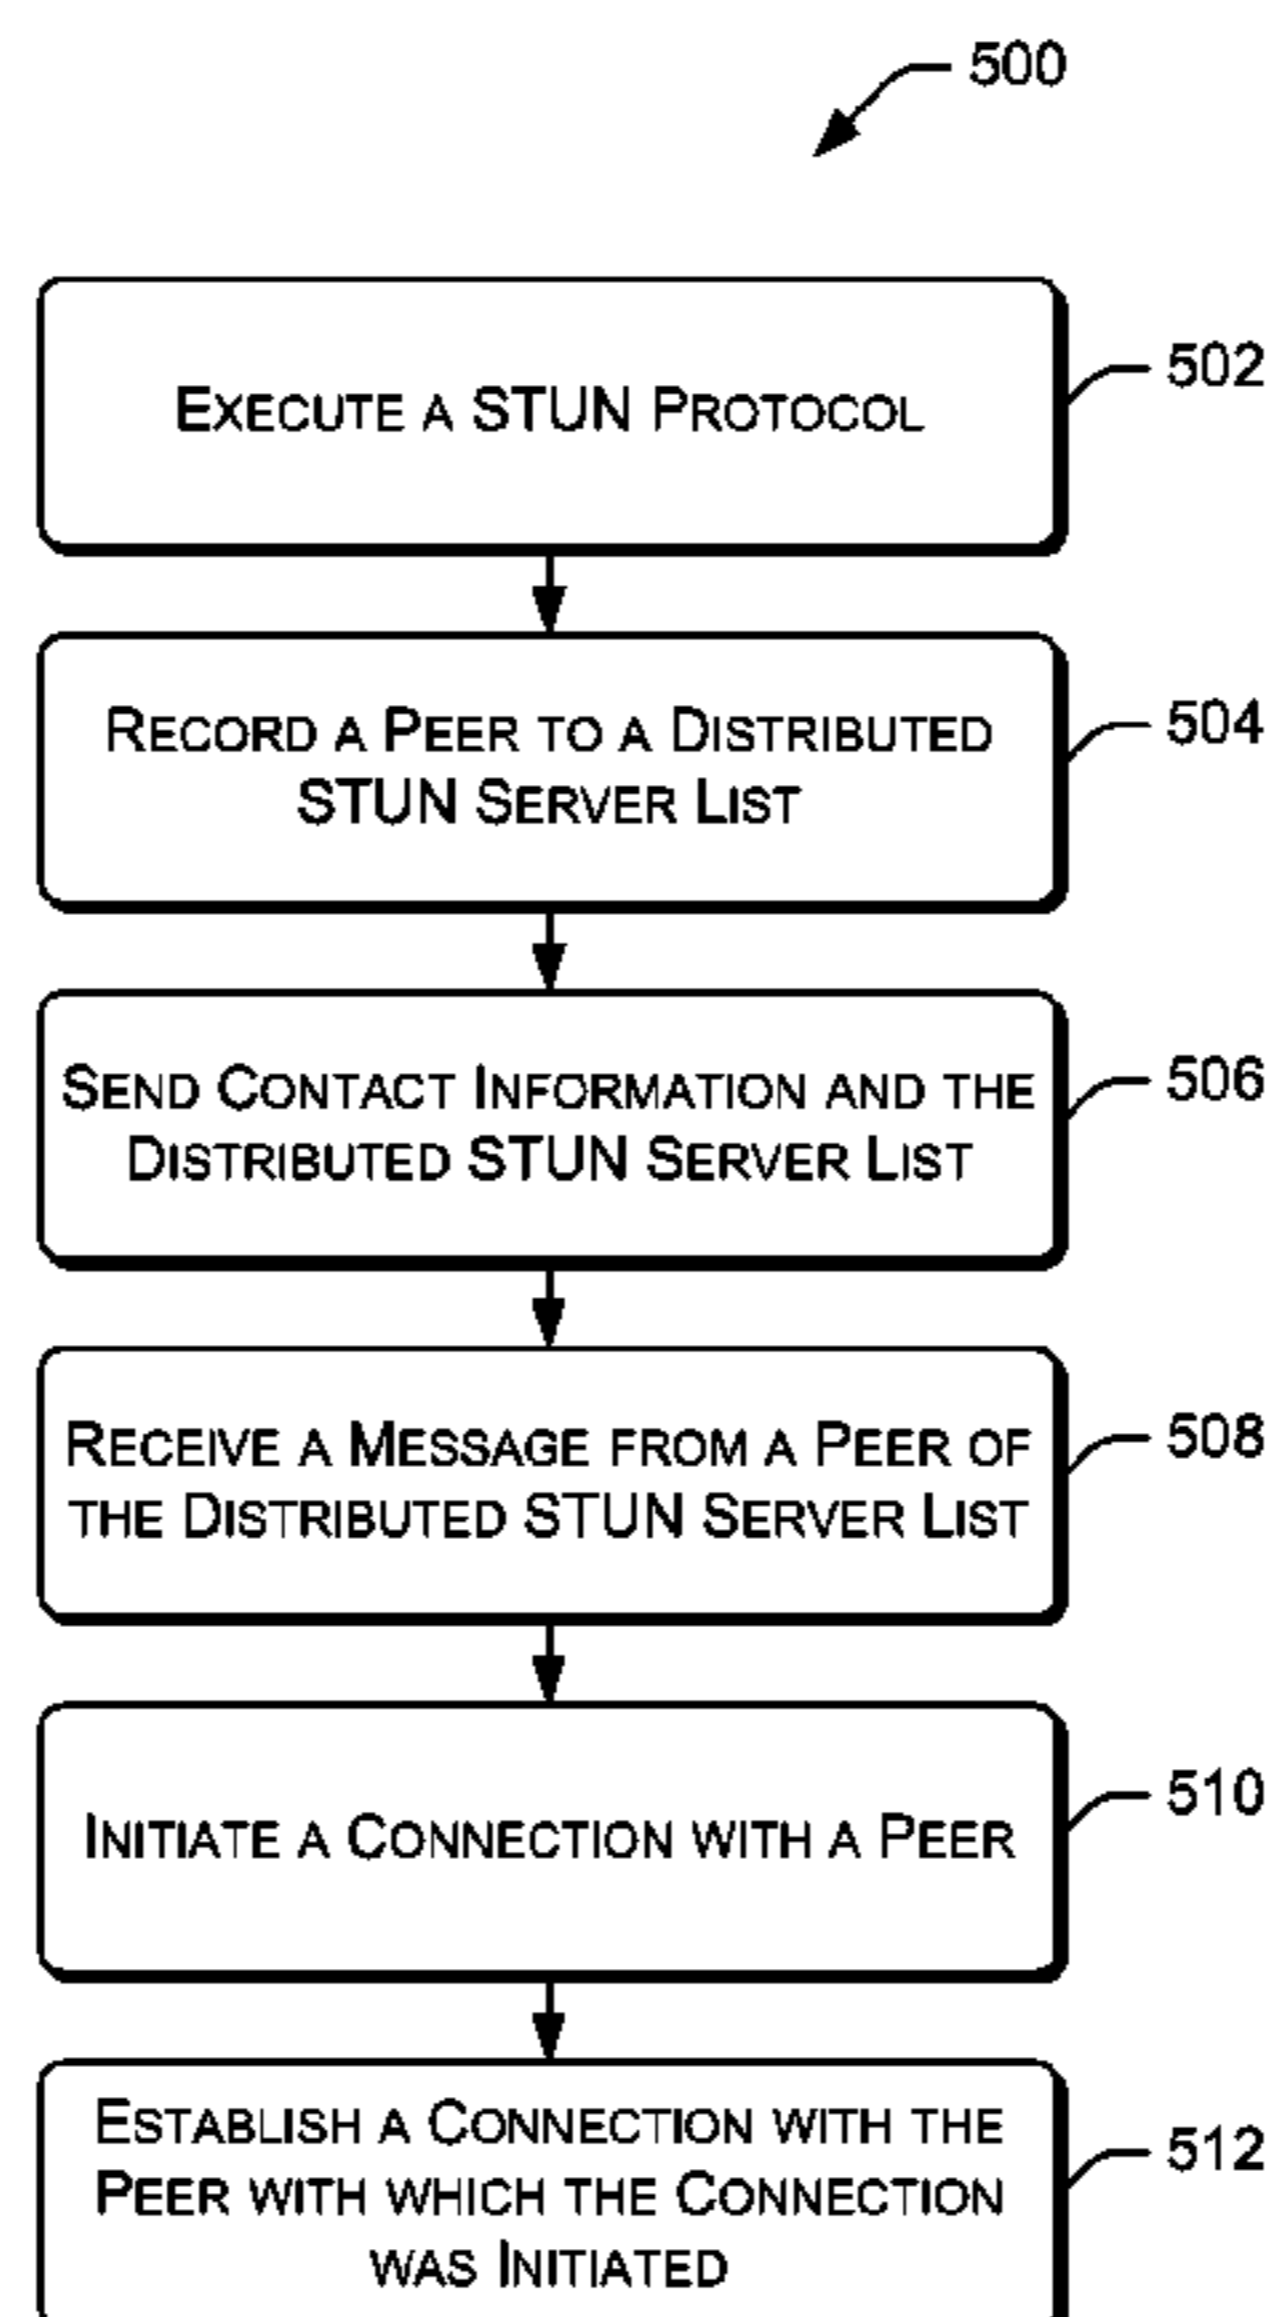 500
EXECUTE A STUN PROTOCOL
502
RECORD A PEER TO A DISTRIBUTED
STUN SERVER LIST
504
SEND CONTACT INFORMATION AND THE
DISTRIBUTED STUN SERVER LIST
506
RECEIVE A MESSAGE FROM A PEER OF
THE DISTRIBUTED STUN SERVER LIST
508
INITIATE A CONNECTION WITH A PEER
510
ESTABLISH A CONNECTION WITH THE
PEER WITH WHICH THE CONNECTION
WAS INITIATED
512